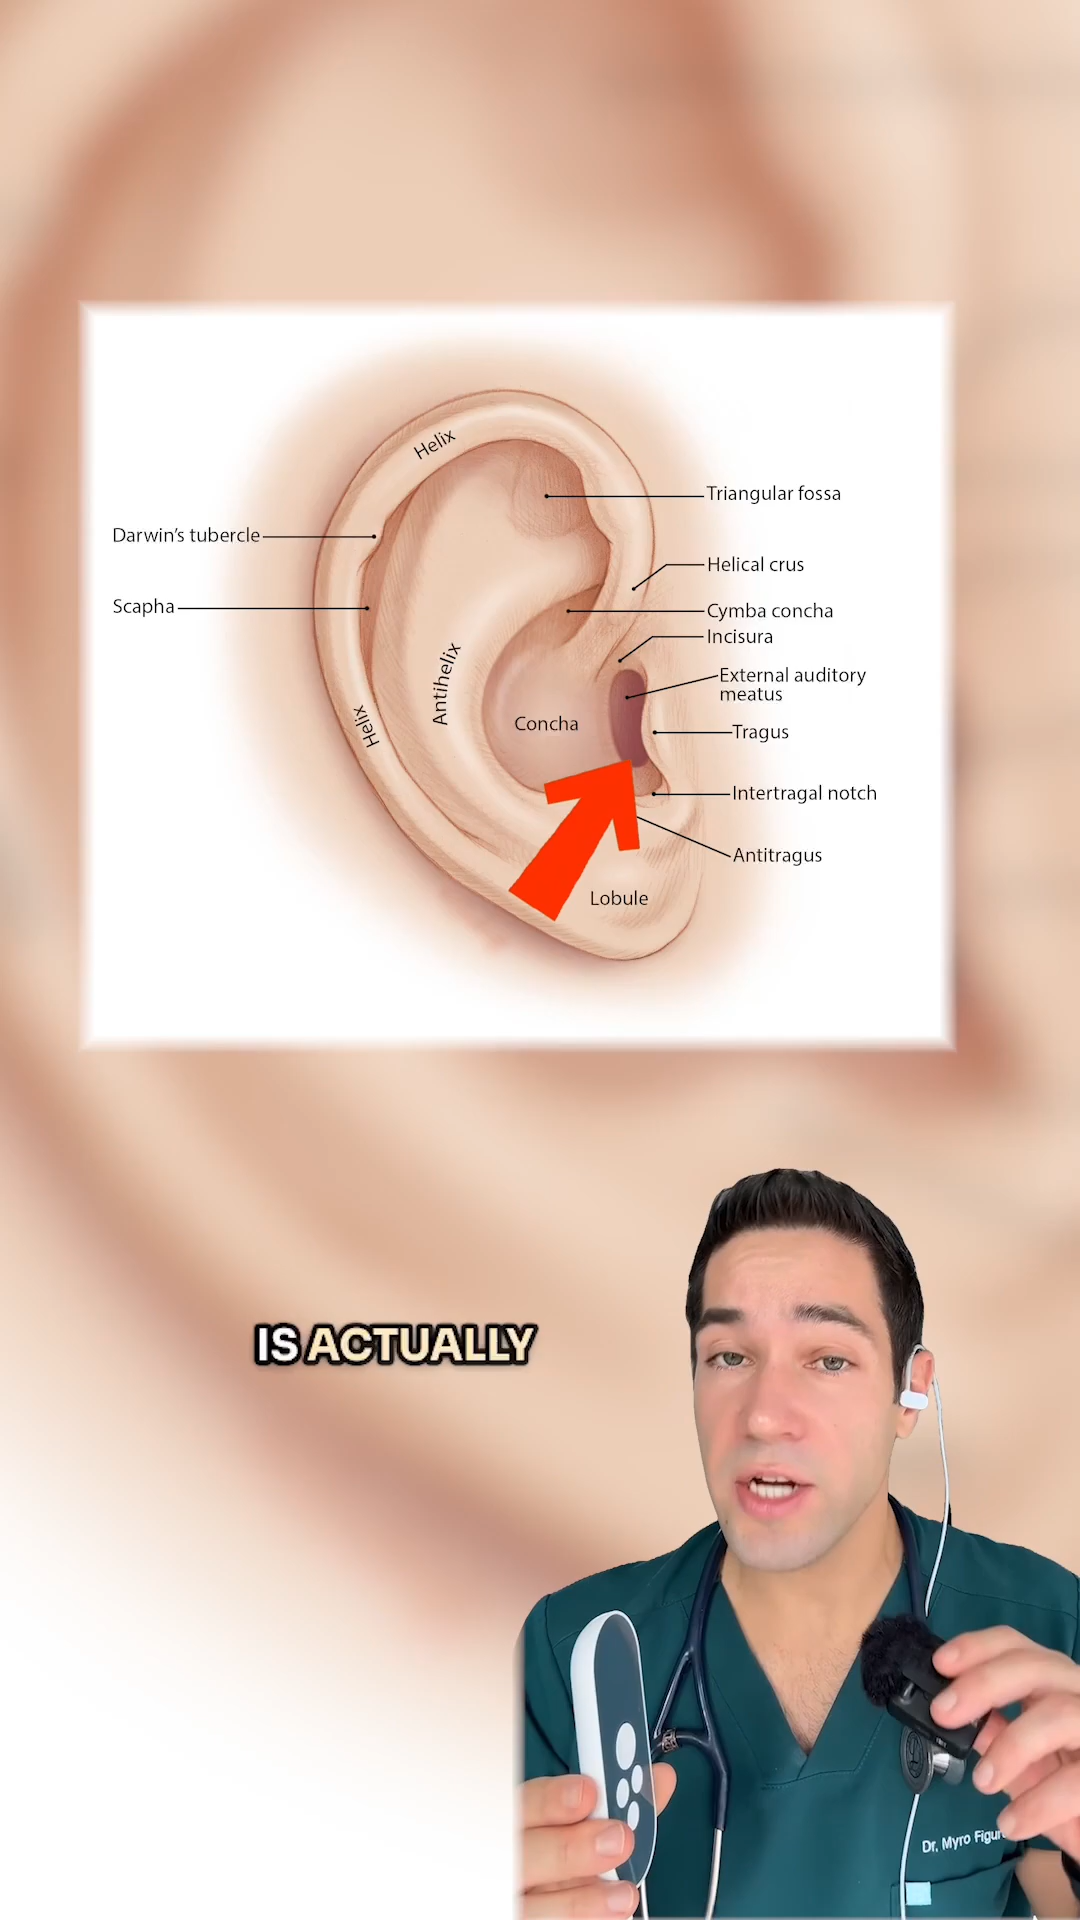 Helix
Triangular fossa
Darwin's tubercle
Helical crus
Scapha
Cymba concha
Incisura
Antihelix
External auditory
meatus
Helix
Concha
Tragus
Intertragal notch
Antitragus
Lobule
IS ACTUALLY
Dr. Myro